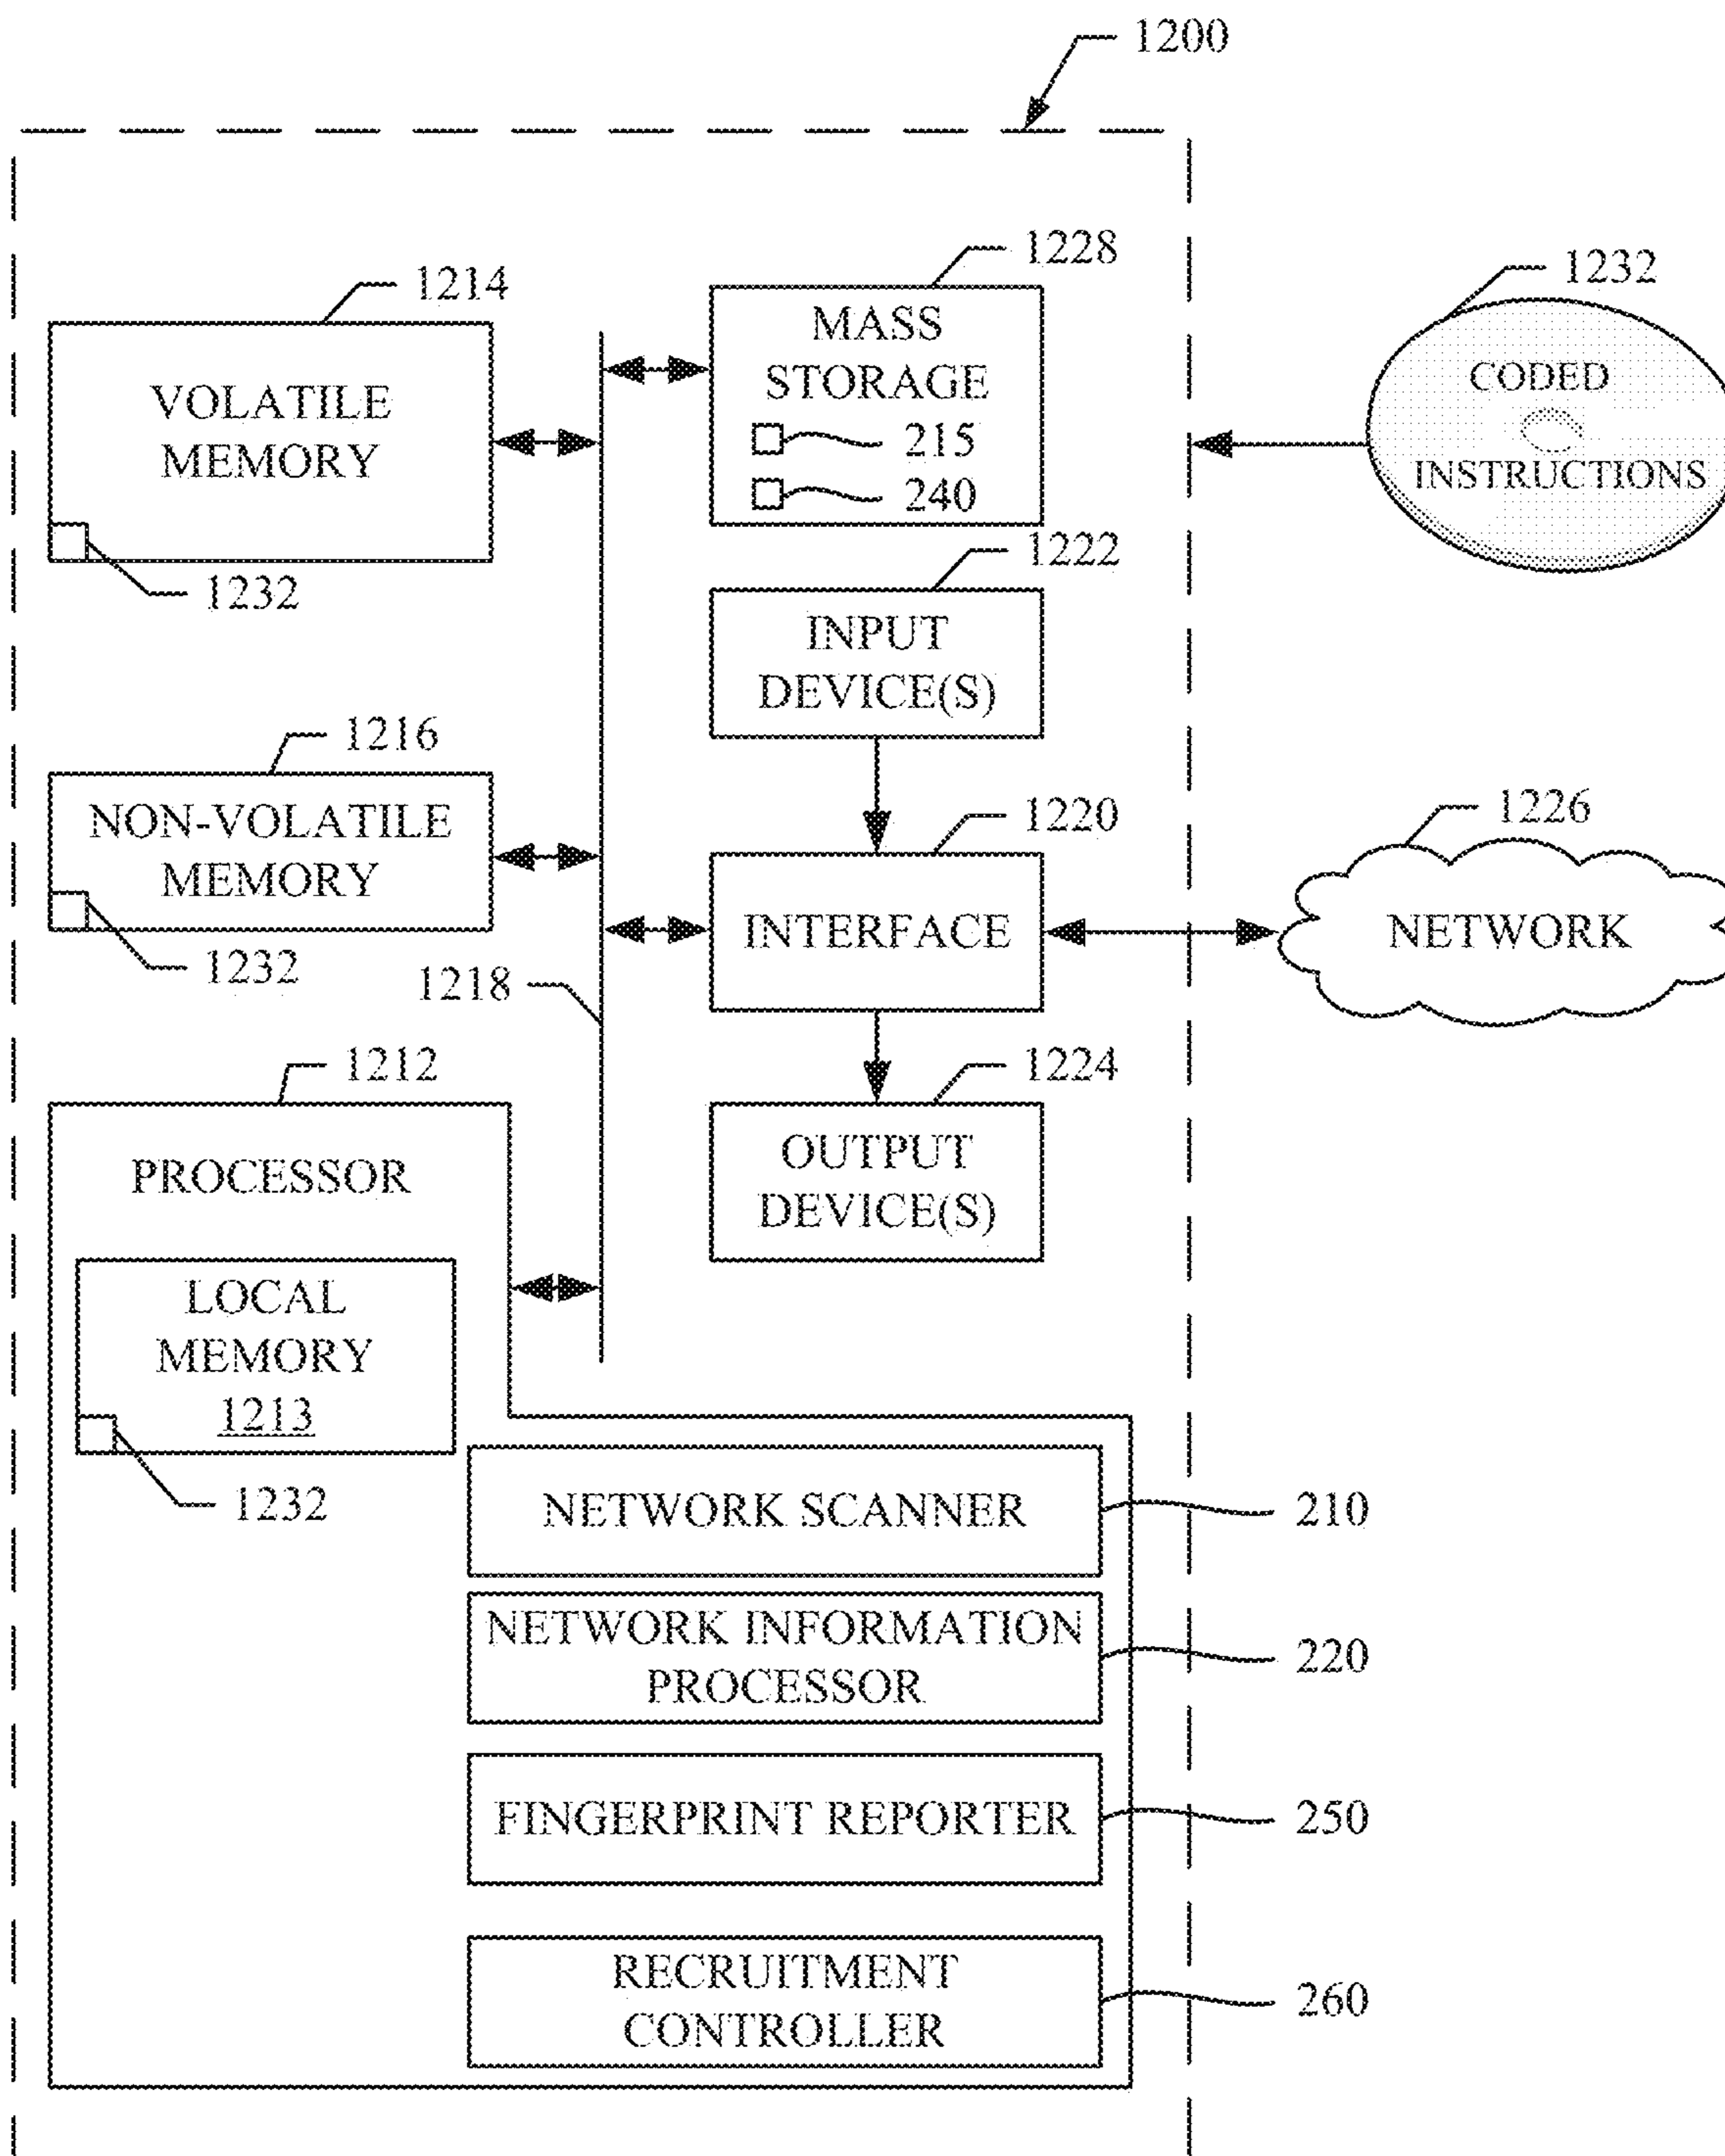 1200
1228
1214
1232
MASS
STORAGE
215
240
VOLATILE
MEMORY
1232
CODED
INSTRUCTIONS
1222
INPUT
DEVICE(S)
1216
NON-VOLATILE
MEMORY
1232
1220
INTERFACE
1226
NETWORK
1218
1212
PROCESSOR
1224
OUTPUT
DEVICE(S)
LOCAL
MEMORY
1213
1232
NETWORK SCANNER
210
NETWORK INFORMATION
PROCESSOR
220
FINGERPRINT REPORTER
250
RECRUITMENT
CONTROLLER
260